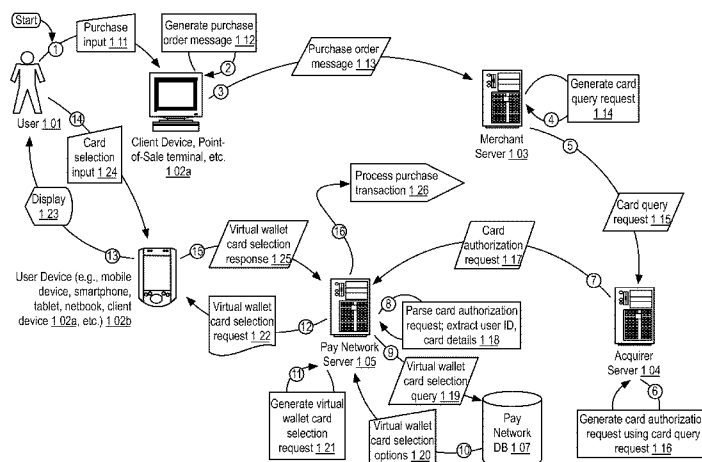 Start
1
Purchase
input 1 11
Generate purchase
order message 1 12
2
3
Purchase order
message 1 13
Generate card
query request
1 14
4
5
User 1 01
14
Client Device, Point-
of-Sale terminal, etc.
1 02a
Merchant
Server 1 03
Card
selection
input 1 24
Process purchase
transaction 1 26
Card query
request 1 15
Display
1 23
13
15
Virtual wallet
card selection
response 1 25
16
Card
authorization
request 1 17
7
User Device (e.g., mobile
device, smartphone,
tablet, netbook, client
device 1 02a, etc.) 1 02b
Virtual wallet
card selection
request 1 22
12
8
Parse card authorization
request; extract user ID,
card details 1 18
Pay Network
Server 1 05
9
Acquirer
Server 1 04
11
Virtual wallet
card selection
query 1 19
6
Generate virtual
wallet card
selection
request 1 21
Virtual wallet
card selection
options 1 20
10
Pay
Network
DB 1 07
Generate card authorization
request using card query
request 1 16